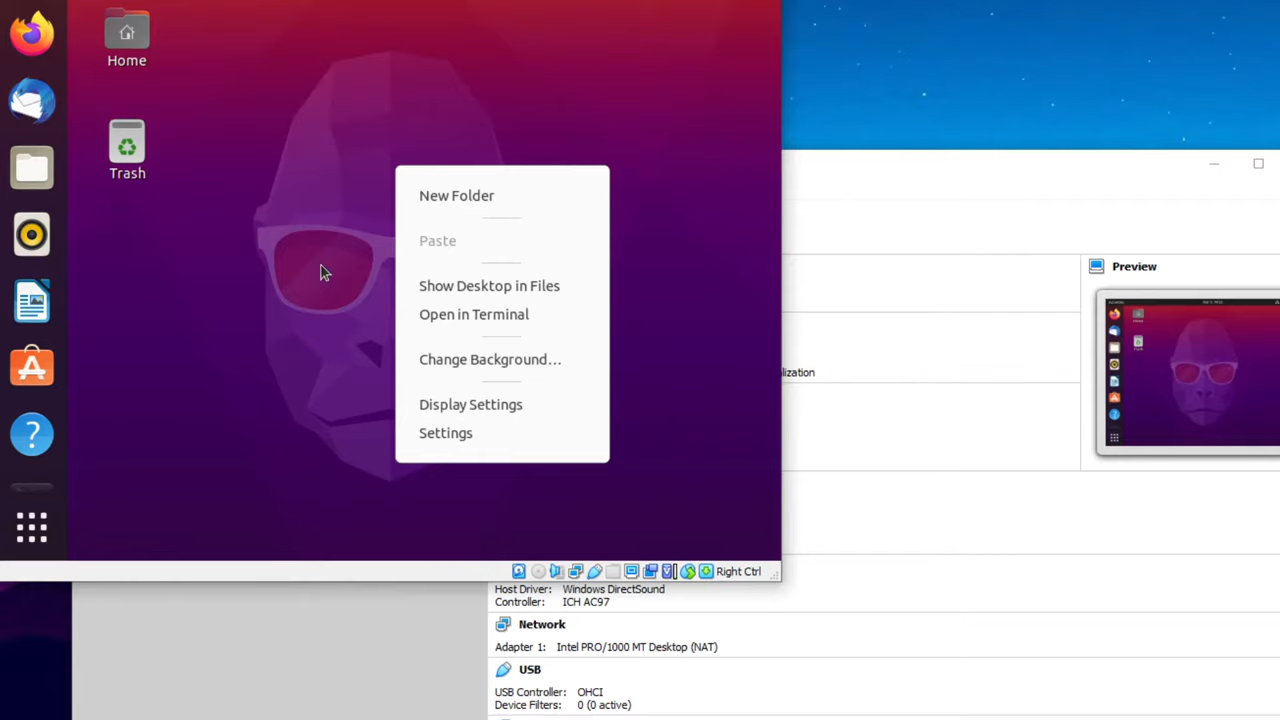 Home
Trash
New Folder
Paste
Show Desktop in Files
Open in Terminal
Change Background...
Display Settings
Settings
Preview
lization
Right Ctrl
Host Driver: Windows DirectSound
Controller: ICH AC97
Network
Adapter 1: Intel PRO/1000 MT Desktop (NAT)
USB
USB Controller: OHCI
Device Filters: 0 (0 active)